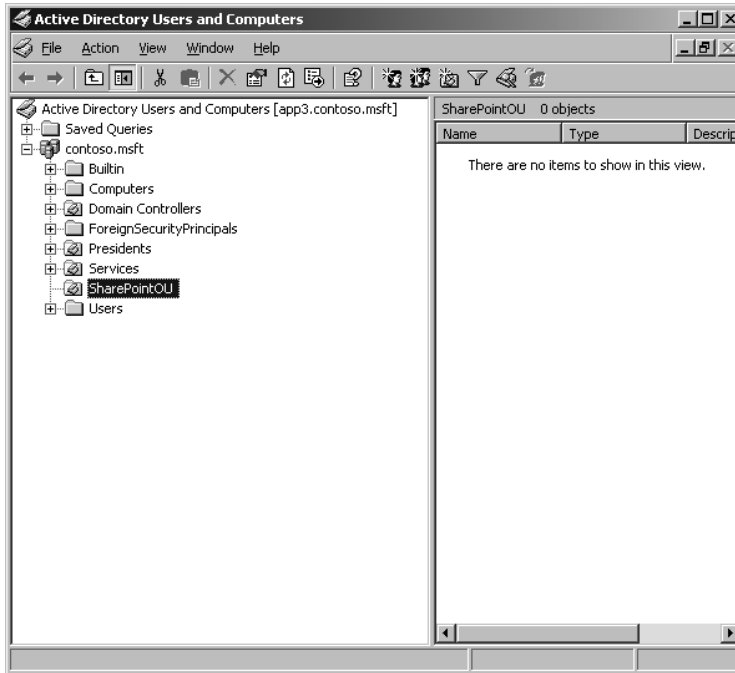 Active Directory Users and Computers
File Action View Window Help
Active Directory Users and Computers [app3.contoso.msft]
Saved Queries
contoso.msft
Builtin
Computers
Domain Controllers
ForeignSecurityPrincipals
Presidents
Services
SharePointOU
Users
SharePointOU 0 objects
Name Type Descrip
There are no items to show in this view.